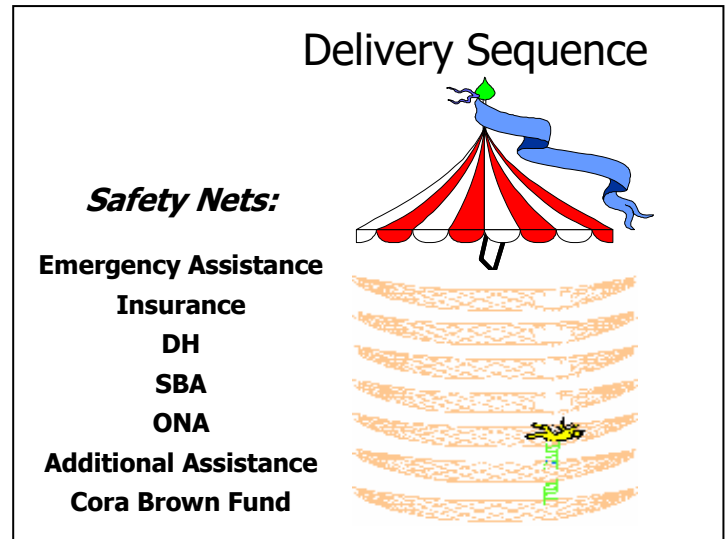 Delivery Sequence
Safety Nets:
Emergency Assistance
Insurance
DH
SBA
ONA
Additional Assistance
Cora Brown Fund